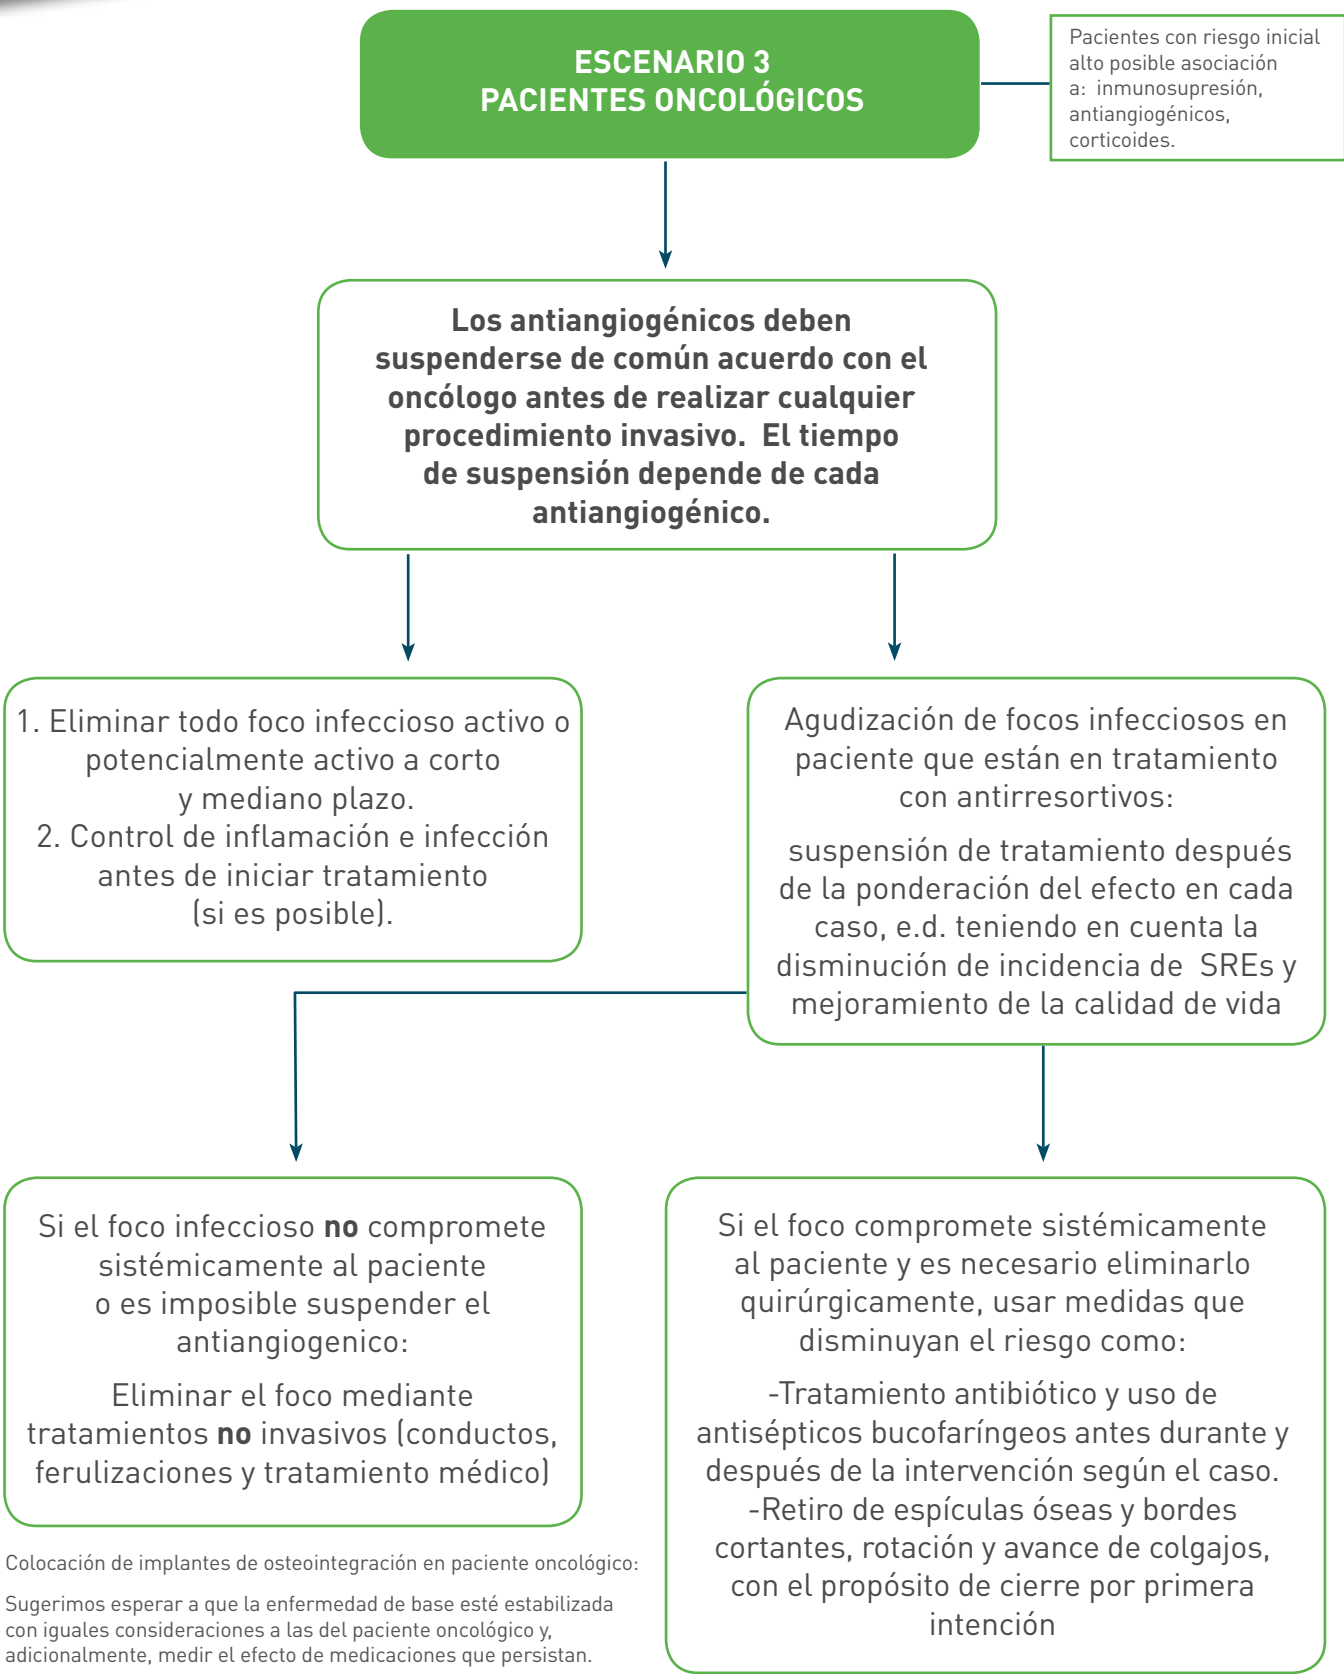 ESCENARIO 3
PACIENTES ONCOLÓGICOS
Pacientes con riesgo inicial
alto posible asociación
a:  inmunosupresión,
antiangiogénicos,
corticoides.
Los antiangiogénicos deben
suspenderse de común acuerdo con el
oncólogo antes de realizar cualquier
procedimiento invasivo.  El tiempo
de suspensión depende de cada
antiangiogénico.
1. Eliminar todo foco infeccioso activo o
potencialmente activo a corto
y mediano plazo.
2. Control de inflamación e infección
antes de iniciar tratamiento
(si es posible).
Agudización de focos infecciosos en
paciente que están en tratamiento
con antirresortivos:
suspensión de tratamiento después
de la ponderación del efecto en cada
caso, e.d. teniendo en cuenta la
disminución de incidencia de  SREs y
mejoramiento de la calidad de vida
Si el foco infeccioso no compromete
sistémicamente al paciente
o es imposible suspender el
antiangiogenico:
Eliminar el foco mediante
tratamientos no invasivos (conductos,
ferulizaciones y tratamiento médico)
Si el foco compromete sistémicamente
al paciente y es necesario eliminarlo
quirúrgicamente, usar medidas que
disminuyan el riesgo como:
-Tratamiento antibiótico y uso de
antisépticos bucofaríngeos antes durante y
después de la intervención según el caso.
-Retiro de espículas óseas y bordes
cortantes, rotación y avance de colgajos,
con el propósito de cierre por primera
intención
Colocación de implantes de osteointegración en paciente oncológico:
Sugerimos esperar a que la enfermedad de base esté estabilizada
con iguales consideraciones a las del paciente oncológico y,
adicionalmente, medir el efecto de medicaciones que persistan.